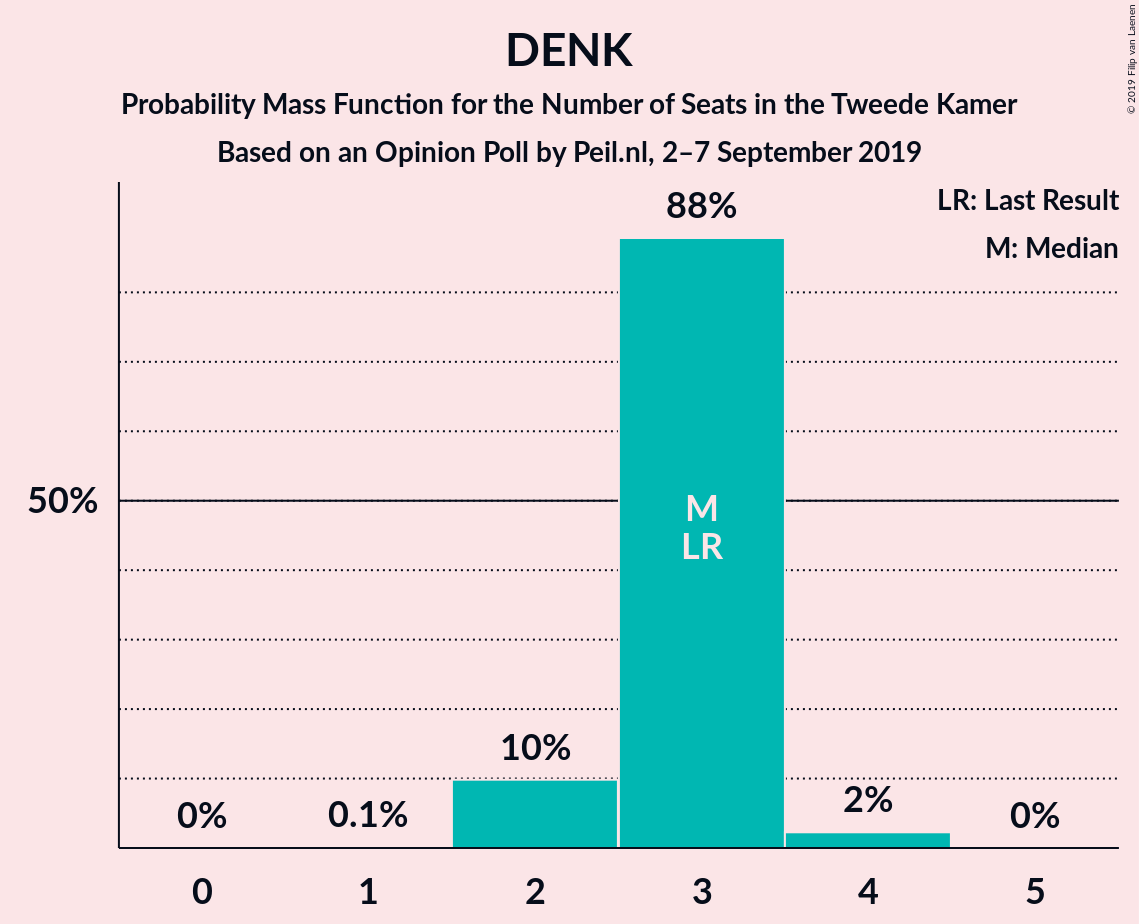 DENK
Probability Mass Function for the Number of Seats in the Tweede Kamer
Based on an Opinion Poll by Peil.nl, 2–7 September 2019
© 2019 Filip van Laenen
LR: Last Result
M: Median
88%
50%
M
LR
10%
0%
0.1%
2%
0%
0
1
2
3
4
5